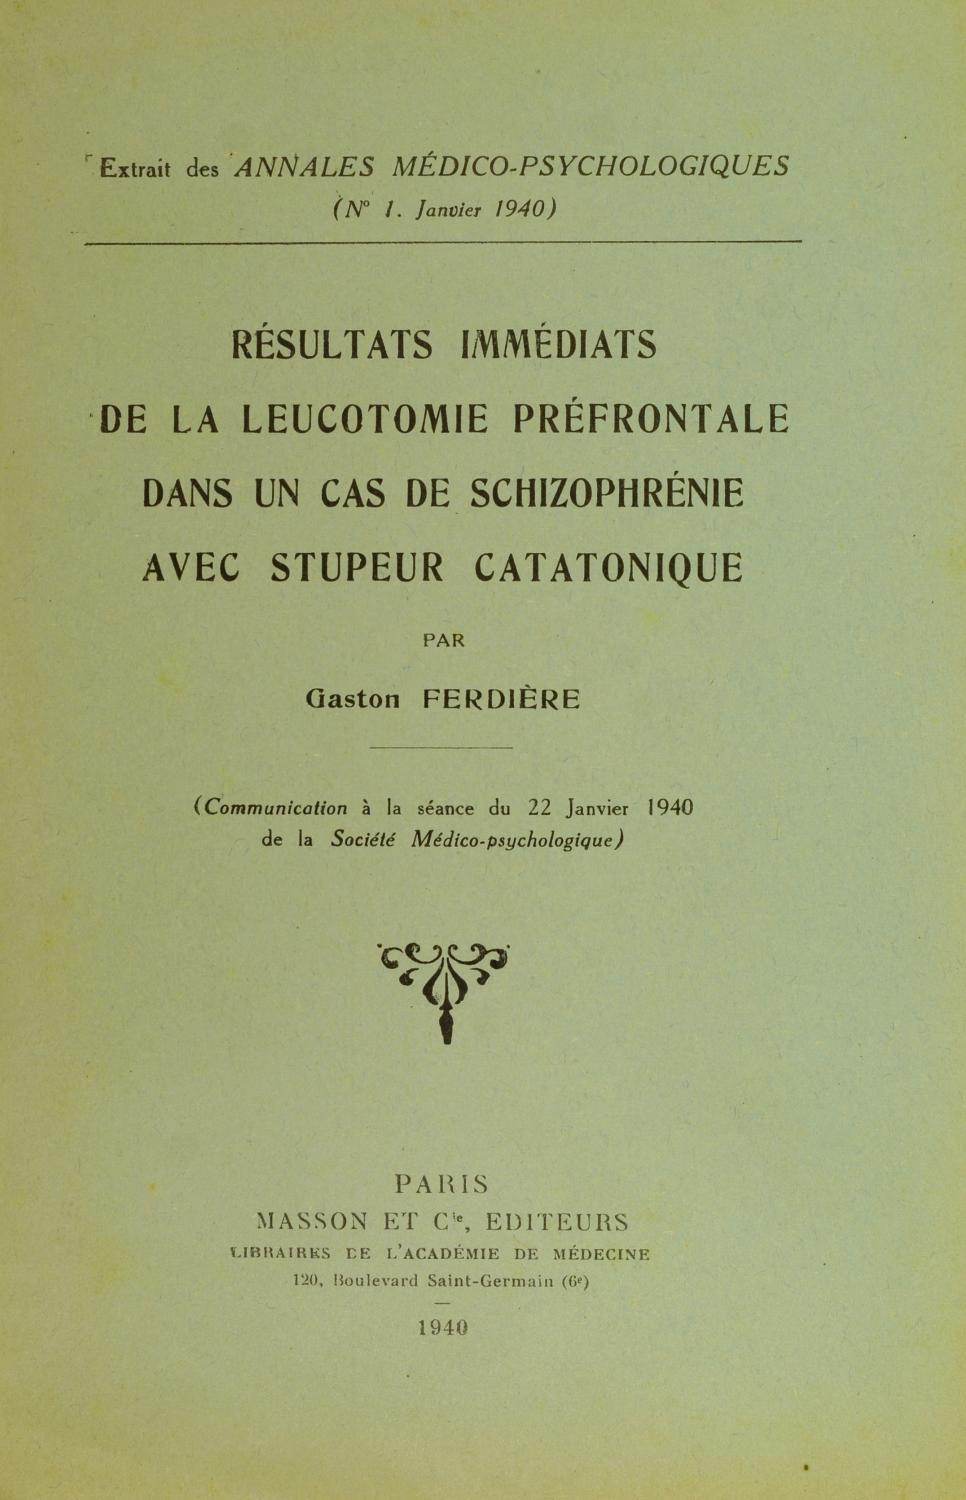 Extrait des ANNALES MÉDICO-PSYCHOLOGIQUES
(N° 1. Janvier 1940)
RÉSULTATS IMMÉDIATS
DE LA LEUCOTOMIE PRÉFRONTALE
DANS UN CAS DE SCHIZOPHRÉNIE
AVEC STUPEUR CATATONIQUE
PAR
Gaston FERDIÈRE
(Communication à la séance du 22 Janvier 1940
de la Société Médico-psychologique)
PARIS
MASSON ET Cie, EDITEURS
LIBRAIRES DE L'ACADÉMIE DE MÉDECINE
120, Boulevard Saint-Germain (6e)
1940